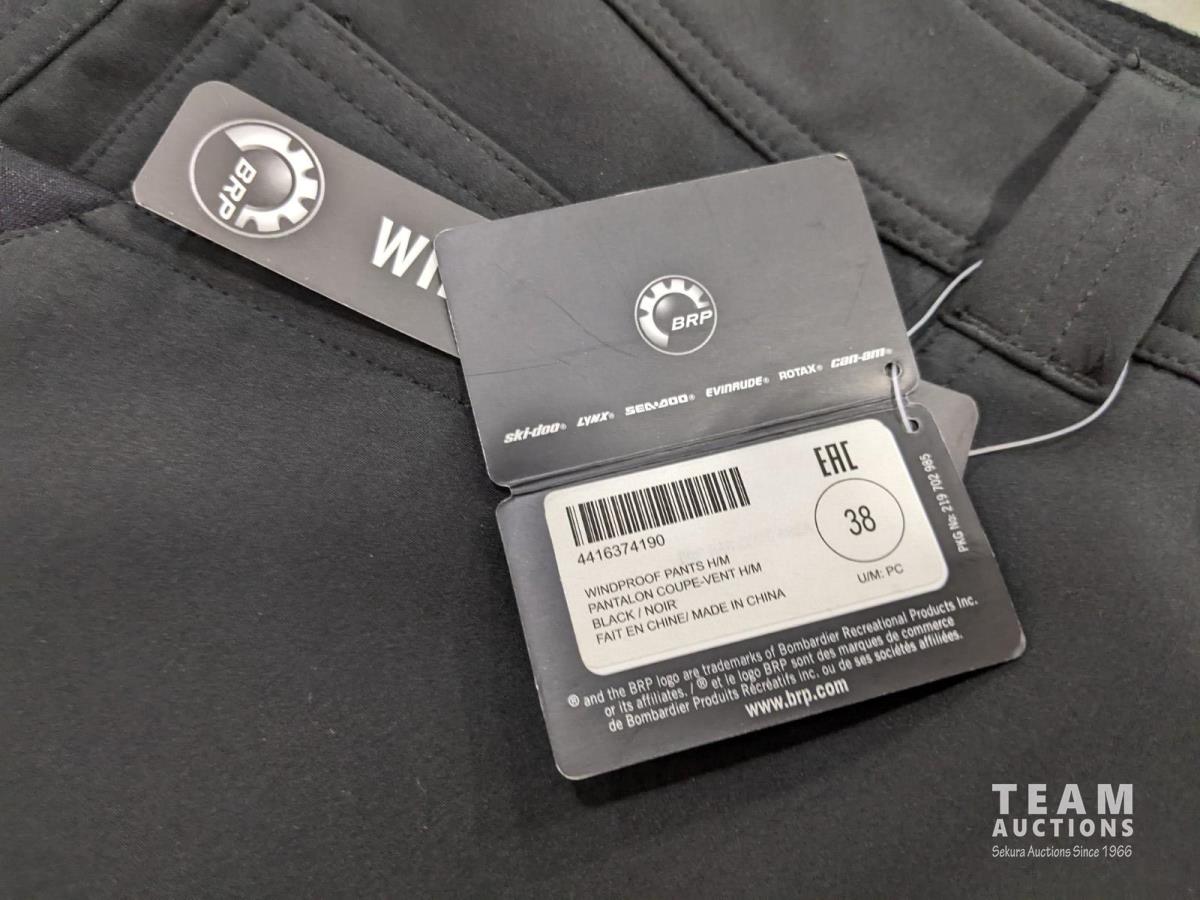 BRP
BRP
ski-doo® LYNX® SEA-DOO® EVINRUDE® ROTAX® can-am®
EAC
4416374190
38
WINDPROOF PANTS H/M
PANTALON COUPE-VENT H/M
BLACK / NOIR
FAIT EN CHINE/ MADE IN CHINA
U/M: PC
PKG No: 219 702 985
® and the BRP logo are trademarks of Bombardier Recreational Products Inc.
or its affiliates. / ® et le logo BRP sont des marques de commerce
de Bombardier Produits Récréatifs inc. ou de ses sociétés affiliées.
www.brp.com
TEAM
AUCTIONS
Sekura Auctions Since 1966